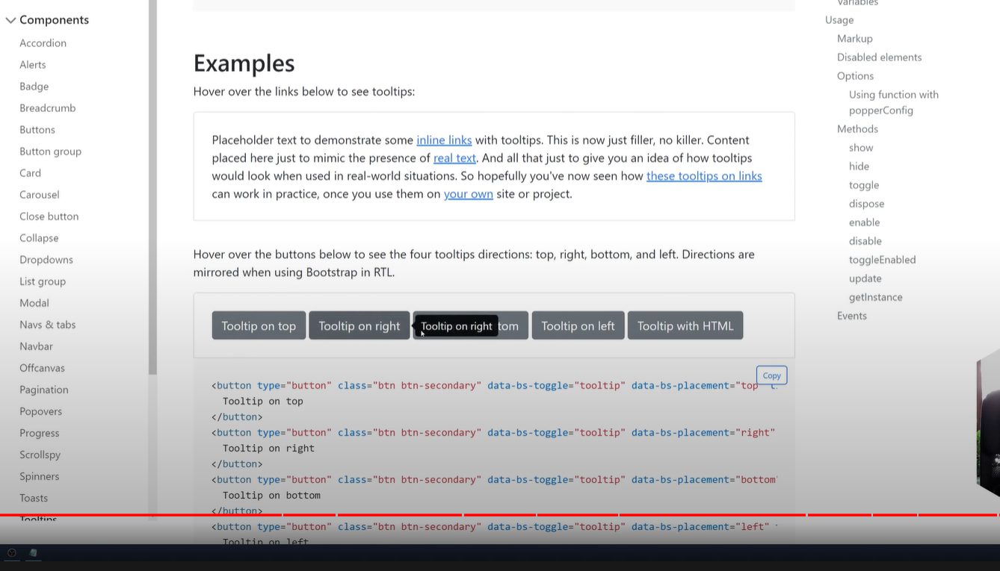 Components
Accordion
Alerts
Badge
Breadcrumb
Buttons
Button group
Card
Carousel
Close button
Collapse
Dropdowns
List group
Modal
Navs & tabs
Navbar
Offcanvas
Pagination
Popovers
Progress
Scrollspy
Spinners
Toasts
Tooltips
Examples
Hover over the links below to see tooltips:
Placeholder text to demonstrate some inline links with tooltips. This is now just filler, no killer. Content
placed here just to mimic the presence of real text. And all that just to give you an idea of how tooltips
would look when used in real-world situations. So hopefully you've now seen how these tooltips on links
can work in practice, once you use them on your own site or project.
Hover over the buttons below to see the four tooltips directions: top, right, bottom, and left. Directions are
mirrored when using Bootstrap in RTL.
Tooltip on top Tooltip on right Tooltip on right tom Tooltip on left Tooltip with HTML
Copy
<button type="button" class="btn btn-secondary" data-bs-toggle="tooltip" data-bs-placement="top"
Tooltip on top
</button>
<button type="button" class="btn btn-secondary" data-bs-toggle="tooltip" data-bs-placement="right"
Tooltip on right
</button>
<button type="button" class="btn btn-secondary" data-bs-toggle="tooltip" data-bs-placement="bottom"
Tooltip on bottom
</button>
<button type="button" class="btn btn-secondary" data-bs-toggle="tooltip" data-bs-placement="left"
Tooltip on left
Variables
Usage
Markup
Disabled elements
Options
Using function with
popperConfig
Methods
show
hide
toggle
dispose
enable
disable
toggleEnabled
update
getInstance
Events